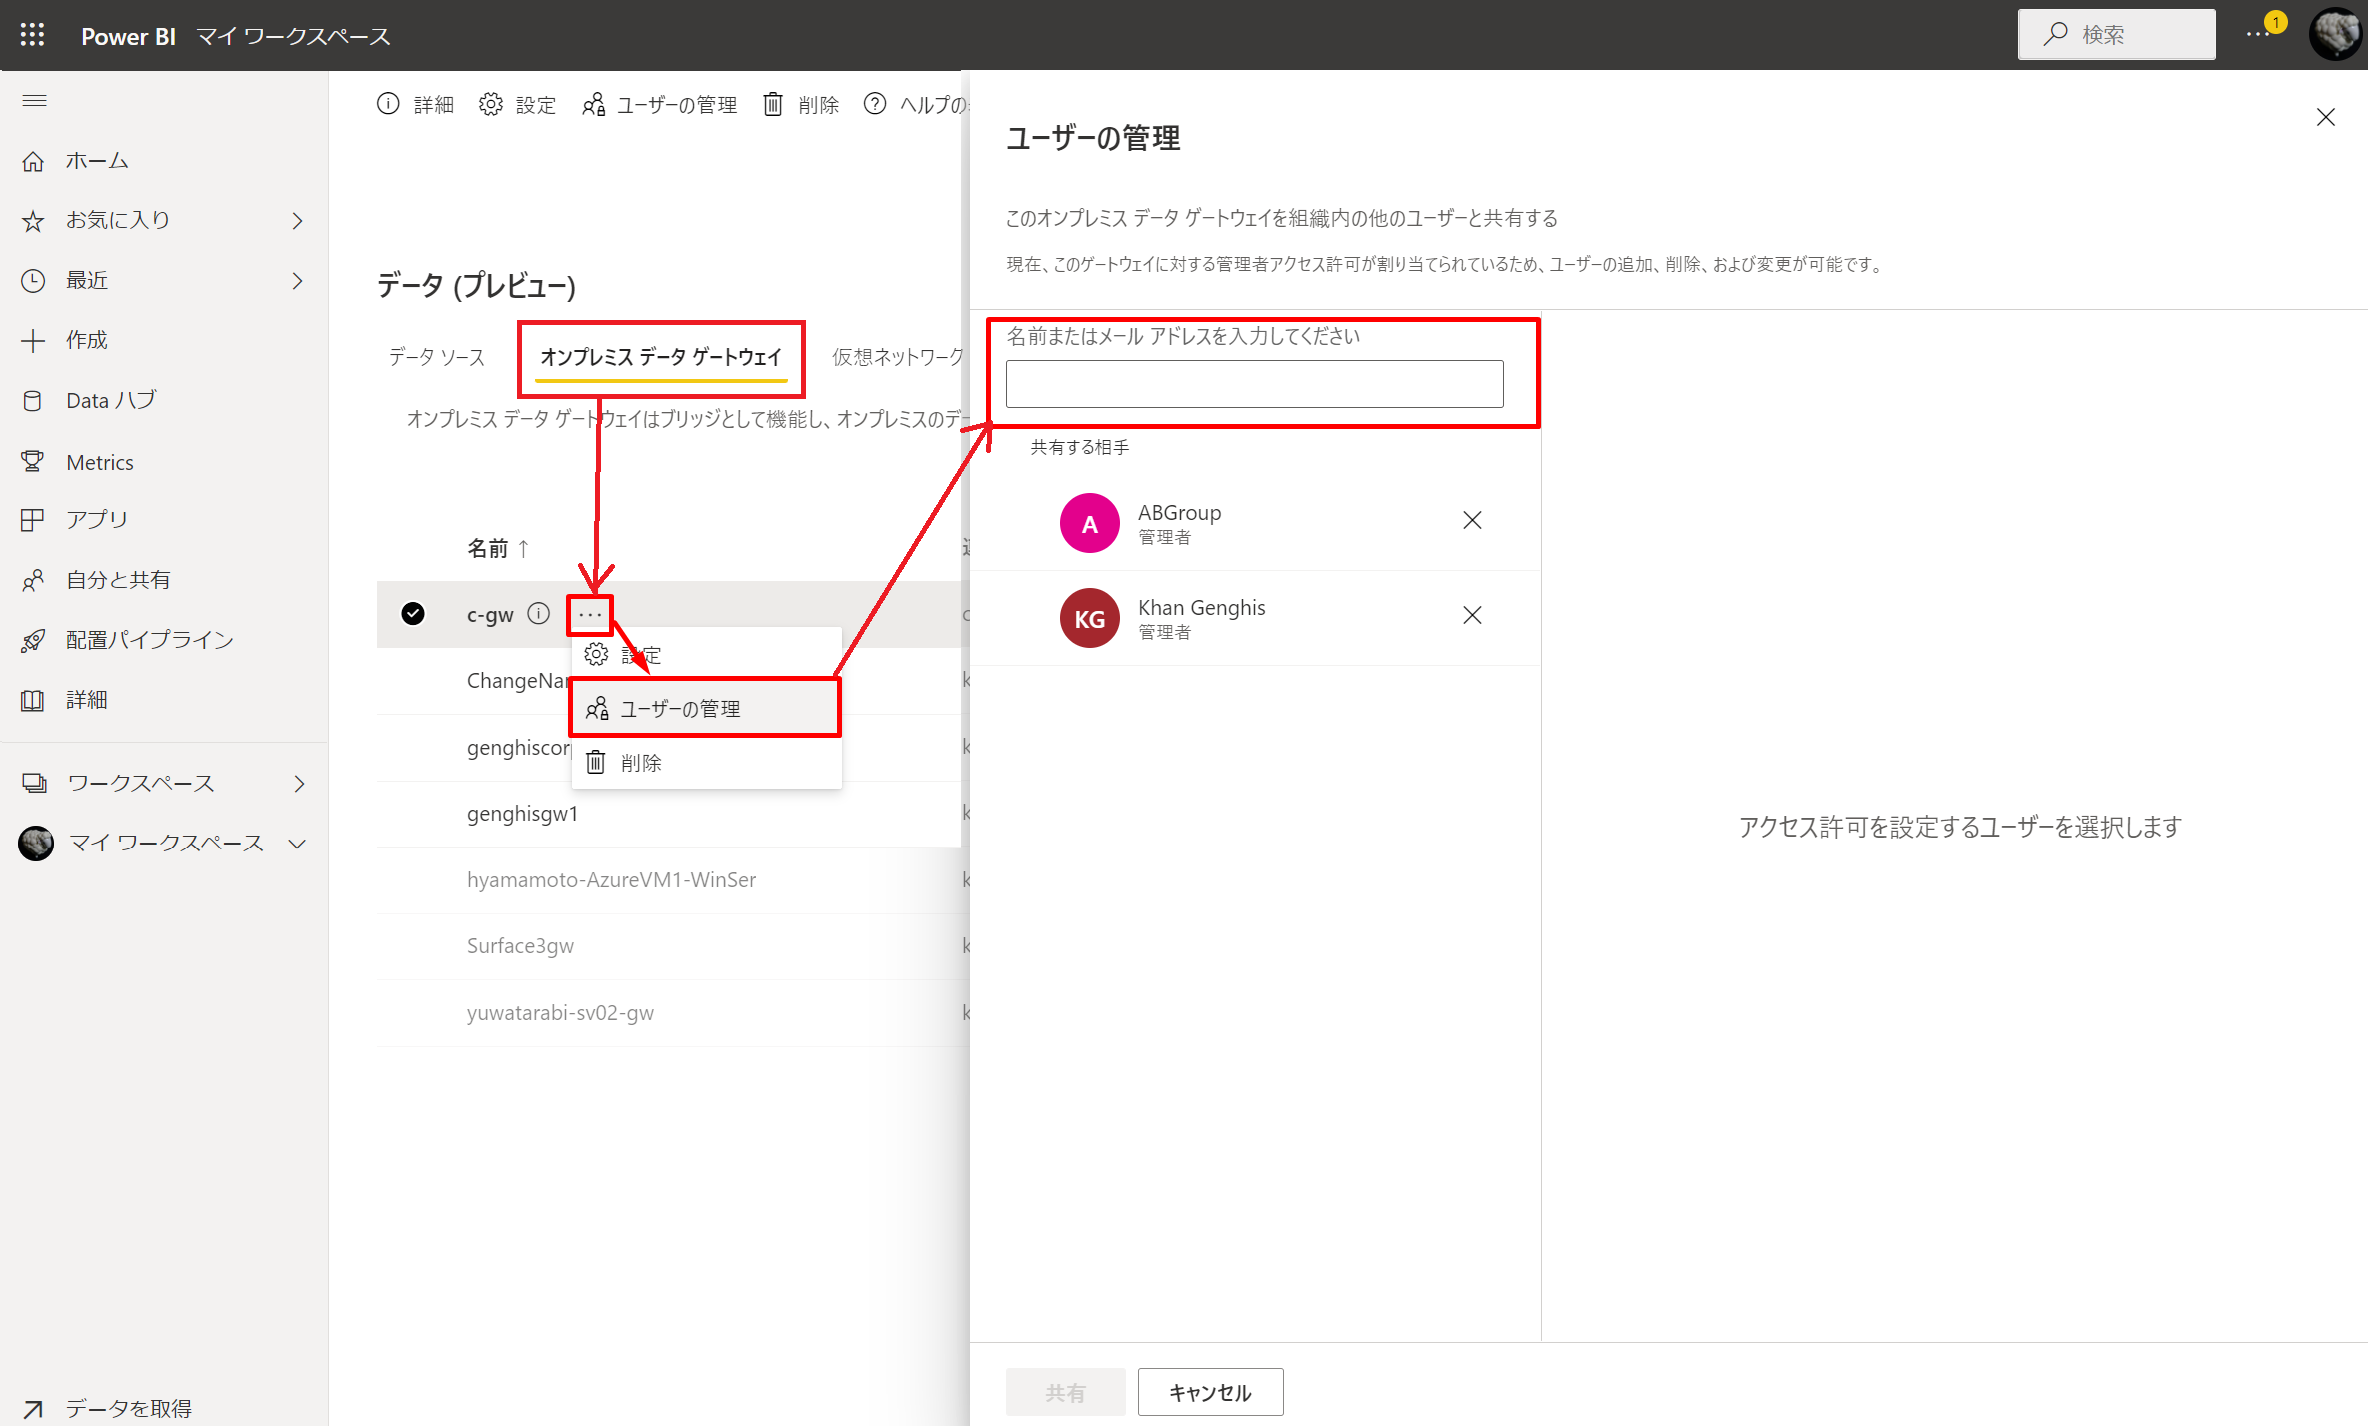 Power BI マイ ワークスペース
検索
1
ホーム
お気に入り
最近
作成
Data ハブ
Metrics
アプリ
自分と共有
配置パイプライン
詳細
ワークスペース
マイ ワークスペース
データを取得
詳細 設定 ユーザーの管理 削除 ヘルプの
データ (プレビュー)
データ ソース オンプレミス データ ゲートウェイ 仮想ネットワーク
オンプレミス データ ゲートウェイはブリッジとして機能し、オンプレミスのデー
名前 ↑
c-gw
設定
ユーザーの管理
削除
ChangeNam
genghiscorp
genghisgw1
hyamamoto-AzureVM1-WinSer
Surface3gw
yuwatarabi-sv02-gw
ユーザーの管理
このオンプレミス データ ゲートウェイを組織内の他のユーザーと共有する
現在、このゲートウェイに対する管理者アクセス許可が割り当てられているため、ユーザーの追加、削除、および変更が可能です。
名前またはメール アドレスを入力してください
共有する相手
A
ABGroup
管理者
KG
Khan Genghis
管理者
アクセス許可を設定するユーザーを選択します
共有 キャンセル